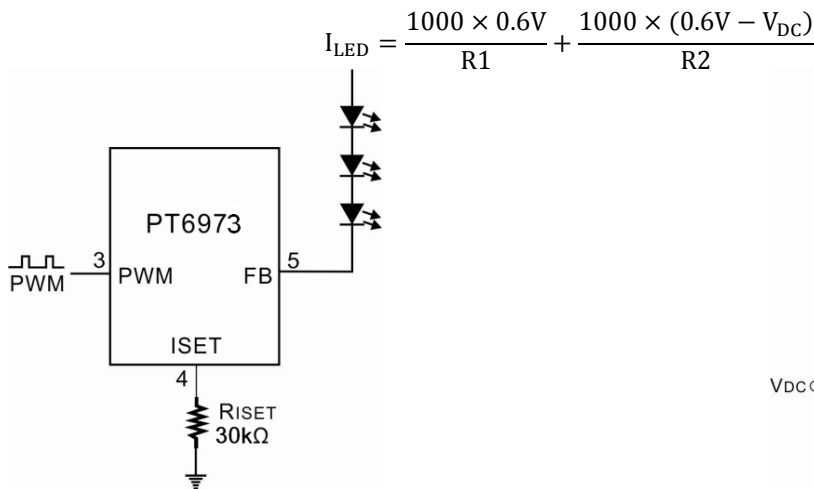 I_LED = (1000 × 0.6V)/R1 + (1000 × (0.6V − V_DC))/R2
PT6973
3
5
PWM
PWM
FB
ISET
4
RISET
30kΩ
VDC